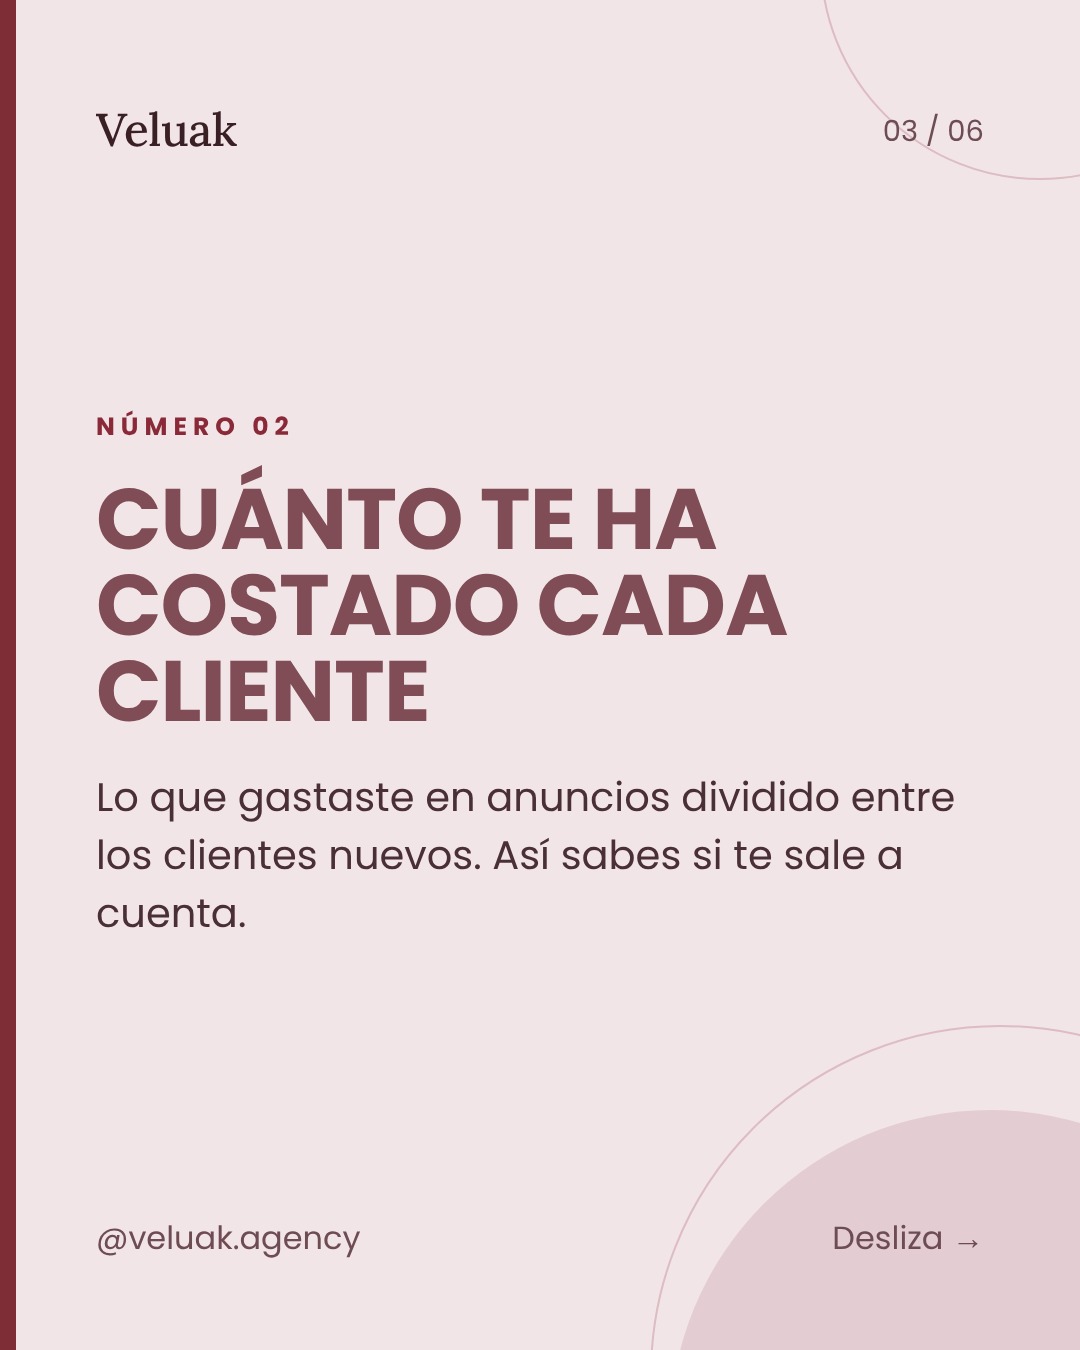 Veluak
03 / 06
NÚMERO 02
CUÁNTO TE HA
COSTADO CADA
CLIENTE
Lo que gastaste en anuncios dividido entre
los clientes nuevos. Así sabes si te sale a
cuenta.
@veluak.agency
Desliza →